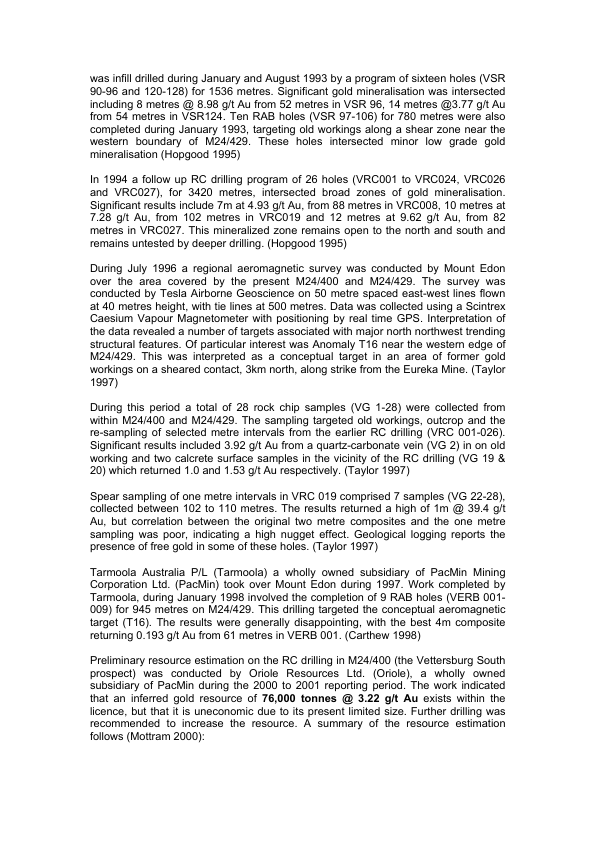 was infill drilled during January and August 1993 by a program of sixteen holes (VSR
90-96 and 120-128) for 1536 metres. Significant gold mineralisation was intersected
including 8 metres @ 8.98 g/t Au from 52 metres in VSR 96, 14 metres @3.77 g/t Au
from 54 metres in VSR124. Ten RAB holes (VSR 97-106) for 780 metres were also
completed during January 1993, targeting old workings along a shear zone near the
western boundary of M24/429. These holes intersected minor low grade gold
mineralisation (Hopgood 1995)
In 1994 a follow up RC drilling program of 26 holes (VRC001 to VRC024, VRC026
and VRC027), for 3420 metres, intersected broad zones of gold mineralisation.
Significant results include 7m at 4.93 g/t Au, from 88 metres in VRC008, 10 metres at
7.28 g/t Au, from 102 metres in VRC019 and 12 metres at 9.62 g/t Au, from 82
metres in VRC027. This mineralized zone remains open to the north and south and
remains untested by deeper drilling. (Hopgood 1995)
During July 1996 a regional aeromagnetic survey was conducted by Mount Edon
over the area covered by the present M24/400 and M24/429. The survey was
conducted by Tesla Airborne Geoscience on 50 metre spaced east-west lines flown
at 40 metres height, with tie lines at 500 metres. Data was collected using a Scintrex
Caesium Vapour Magnetometer with positioning by real time GPS. Interpretation of
the data revealed a number of targets associated with major north northwest trending
structural features. Of particular interest was Anomaly T16 near the western edge of
M24/429. This was interpreted as a conceptual target in an area of former gold
workings on a sheared contact, 3km north, along strike from the Eureka Mine. (Taylor
1997)
During this period a total of 28 rock chip samples (VG 1-28) were collected from
within M24/400 and M24/429. The sampling targeted old workings, outcrop and the
re-sampling of selected metre intervals from the earlier RC drilling (VRC 001-026).
Significant results included 3.92 g/t Au from a quartz-carbonate vein (VG 2) in on old
working and two calcrete surface samples in the vicinity of the RC drilling (VG 19 &
20) which returned 1.0 and 1.53 g/t Au respectively. (Taylor 1997)
Spear sampling of one metre intervals in VRC 019 comprised 7 samples (VG 22-28),
collected between 102 to 110 metres. The results returned a high of 1m @ 39.4 g/t
Au, but correlation between the original two metre composites and the one metre
sampling was poor, indicating a high nugget effect. Geological logging reports the
presence of free gold in some of these holes. (Taylor 1997)
Tarmoola Australia P/L (Tarmoola) a wholly owned subsidiary of PacMin Mining
Corporation Ltd. (PacMin) took over Mount Edon during 1997. Work completed by
Tarmoola, during January 1998 involved the completion of 9 RAB holes (VERB 001-
009) for 945 metres on M24/429. This drilling targeted the conceptual aeromagnetic
target (T16). The results were generally disappointing, with the best 4m composite
returning 0.193 g/t Au from 61 metres in VERB 001. (Carthew 1998)
Preliminary resource estimation on the RC drilling in M24/400 (the Vettersburg South
prospect) was conducted by Oriole Resources Ltd. (Oriole), a wholly owned
subsidiary of PacMin during the 2000 to 2001 reporting period. The work indicated
that an inferred gold resource of 76,000 tonnes @ 3.22 g/t Au exists within the
licence, but that it is uneconomic due to its present limited size. Further drilling was
recommended to increase the resource. A summary of the resource estimation
follows (Mottram 2000):